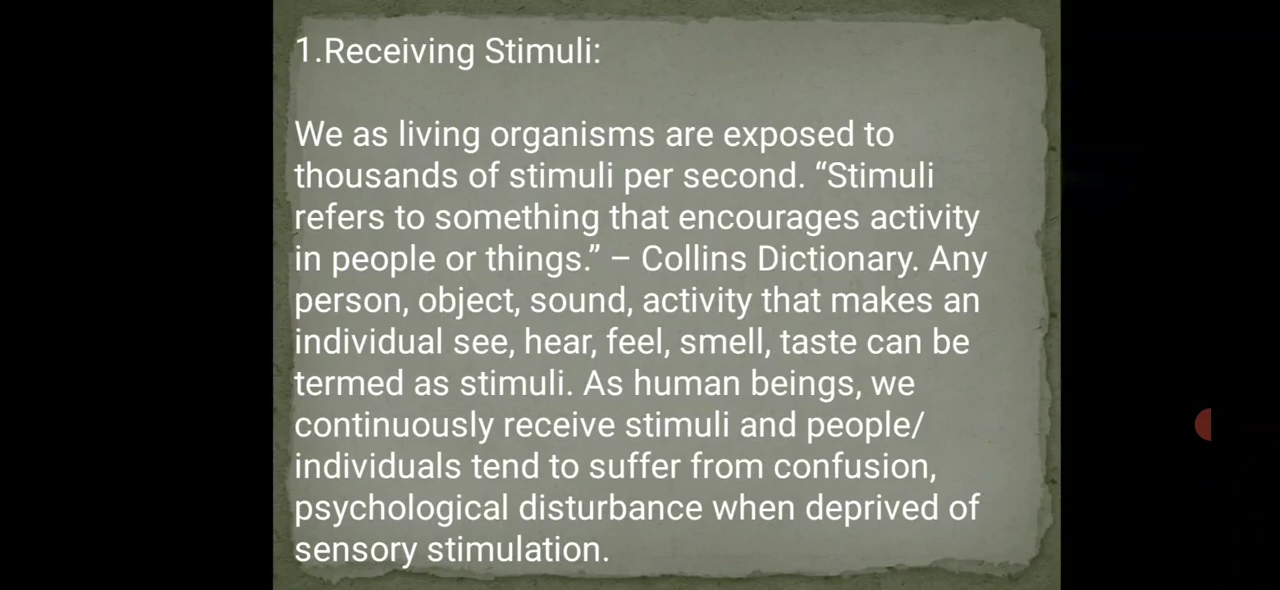 1.Receiving Stimuli:
We as living organisms are exposed to
thousands of stimuli per second. “Stimuli
refers to something that encourages activity
in people or things.” – Collins Dictionary. Any
person, object, sound, activity that makes an
individual see, hear, feel, smell, taste can be
termed as stimuli. As human beings, we
continuously receive stimuli and people/
individuals tend to suffer from confusion,
psychological disturbance when deprived of
sensory stimulation.